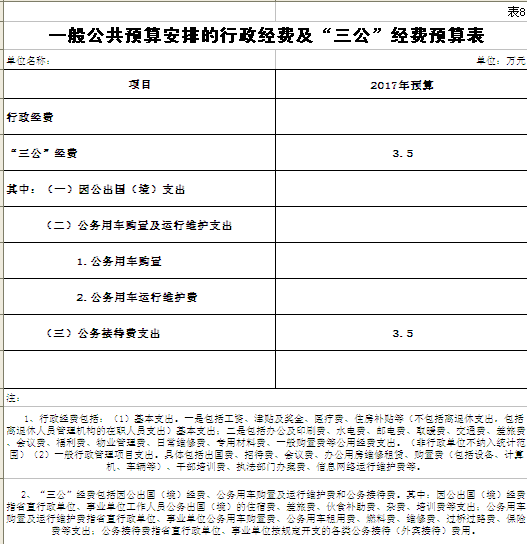 表8
一般公共预算安排的行政经费及“三公”经费预算表
单位名称： 单位：万元
项目 2017年预算
行政经费
“三公”经费 3.5
其中：（一）因公出国（境）支出
（二）公务用车购置及运行维护支出
1.公务用车购置
2.公务用车运行维护费
（三）公务接待费支出 3.5
注：
1、行政经费包括：（1）基本支出。一是包括工资、津贴及奖金、医疗费、住房补贴等（不包括离退休支出。包括
离退休人员管理机构的在职人员支出）基本支出；二是包括办公及印刷费、水电费、邮电费、取暖费、交通费、差旅费
、会议费、福利费、物业管理费、日常维修费、专用材料费、一般购置费等公用经费支出。（非行政单位不纳入统计范
围）（2）一般行政管理项目支出。具体包括出国费、招待费、会议费、办公用房维修租赁、购置费（包括设备、计算
机、车辆等）、干部培训费、执法部门办案费、信息网络运行维护费等。
2、“三公”经费包括因公出国（境）经费、公务用车购置及运行维护费和公务接待费。其中：因公出国（境）经费
指省直行政单位、事业单位工作人员公务出国（境）的住宿费、差旅费、伙食补助费、杂费、培训费等支出；公务用车
购置及运行维护费指省直行政单位、事业单位公务用车购置费、公务用车租用费、燃料费、维修费、过桥过路费、保险
费等支出；公务接待费指省直行政单位、事业单位按规定开支的各类公务接待（外宾接待）费用。